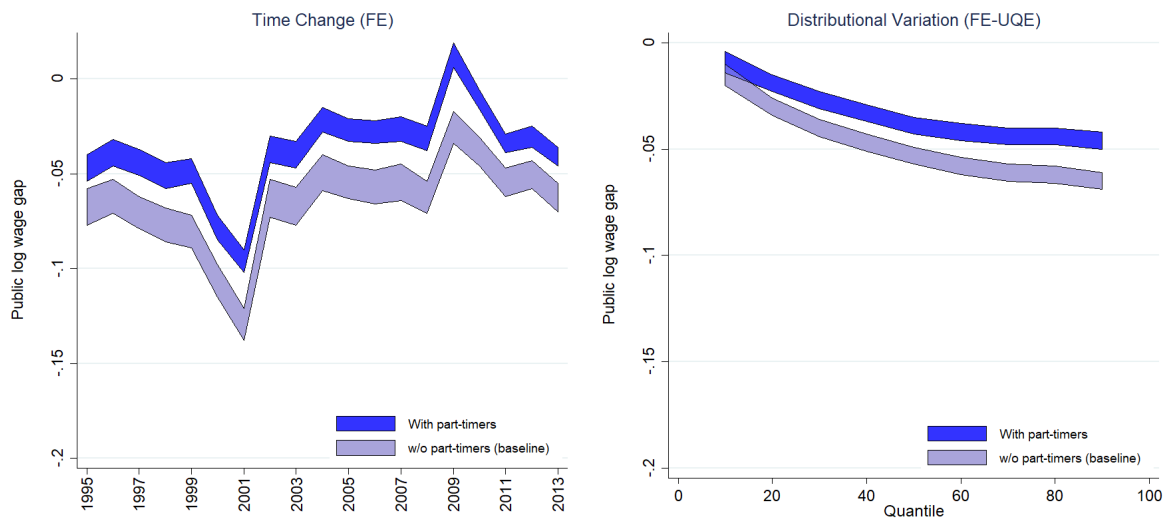 Time Change (FE)
Public log wage gap
0
-.05
-.1
-.15
-.2
1995
1997
1999
2001
2003
2005
2007
2009
2011
2013
With part-timers
w/o part-timers (baseline)
Distributional Variation (FE-UQE)
Public log wage gap
0
-.05
-.1
-.15
-.2
0
20
40
60
80
100
Quantile
With part-timers
w/o part-timers (baseline)